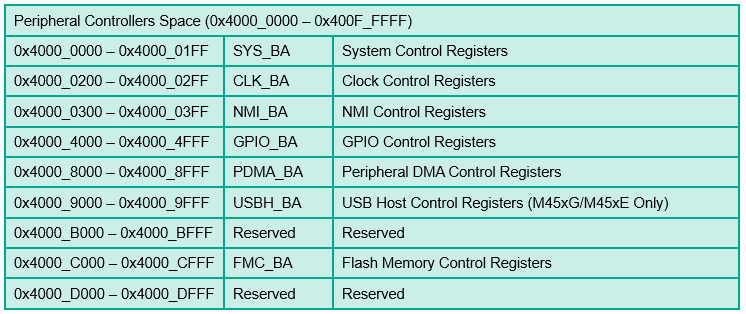 Peripheral Controllers Space (0x4000_0000 – 0x400F_FFFF)
0x4000_0000 – 0x4000_01FF SYS_BA System Control Registers
0x4000_0200 – 0x4000_02FF CLK_BA Clock Control Registers
0x4000_0300 – 0x4000_03FF NMI_BA NMI Control Registers
0x4000_4000 – 0x4000_4FFF GPIO_BA GPIO Control Registers
0x4000_8000 – 0x4000_8FFF PDMA_BA Peripheral DMA Control Registers
0x4000_9000 – 0x4000_9FFF USBH_BA USB Host Control Registers (M45xG/M45xE Only)
0x4000_B000 – 0x4000_BFFF Reserved Reserved
0x4000_C000 – 0x4000_CFFF FMC_BA Flash Memory Control Registers
0x4000_D000 – 0x4000_DFFF Reserved Reserved